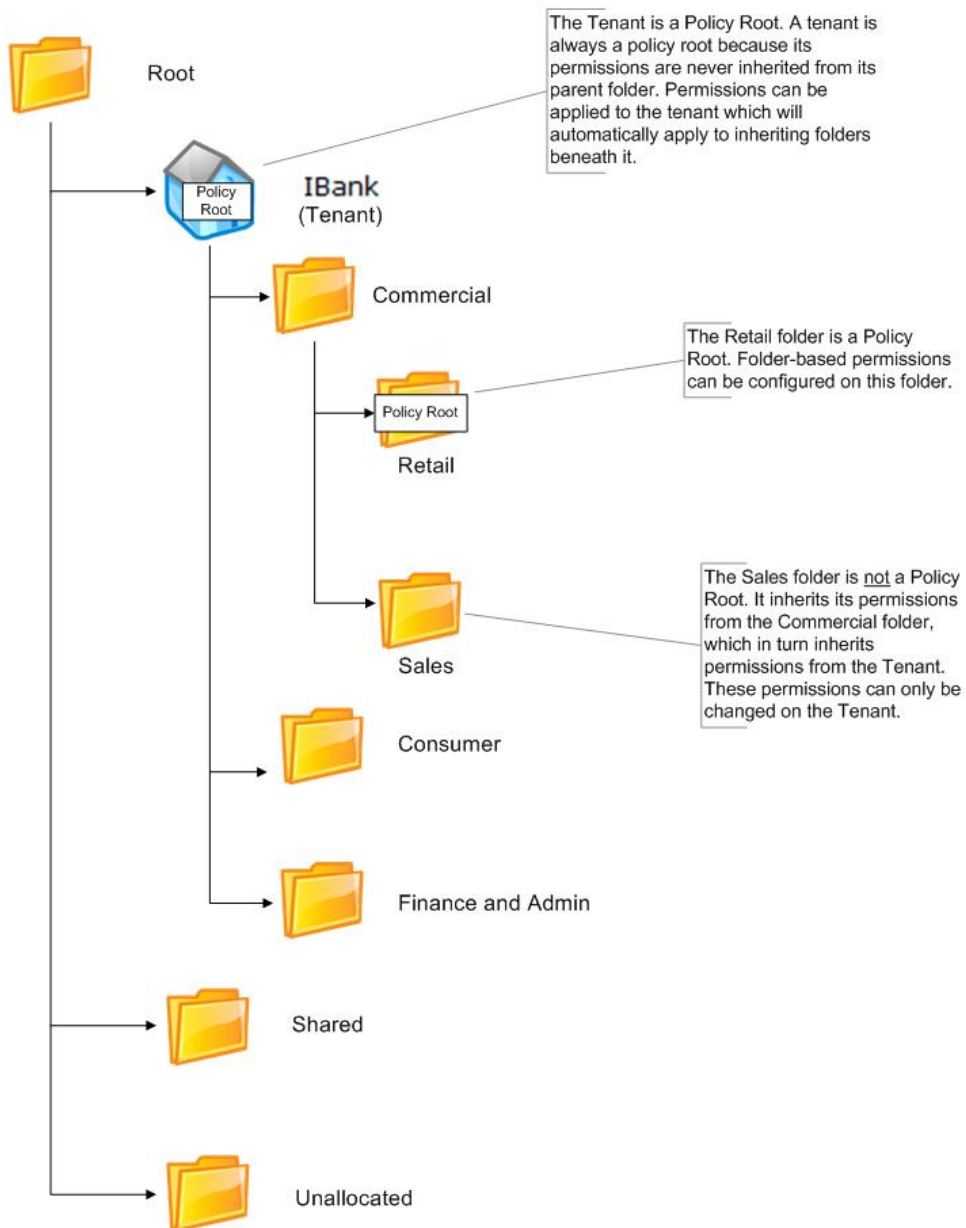 The Tenant is a Policy Root. A tenant is
always a policy root because its
permissions are never inherited from its
parent folder. Permissions can be
applied to the tenant which will
automatically apply to inheriting folders
beneath it.
Root
Policy
Root
IBank
(Tenant)
Commercial
The Retail folder is a Policy
Root. Folder-based permissions
can be configured on this folder.
Policy Root
Retail
The Sales folder is not a Policy
Root. It inherits its permissions
from the Commercial folder,
which in turn inherits
permissions from the Tenant.
These permissions can only be
changed on the Tenant.
Sales
Consumer
Finance and Admin
Shared
Unallocated